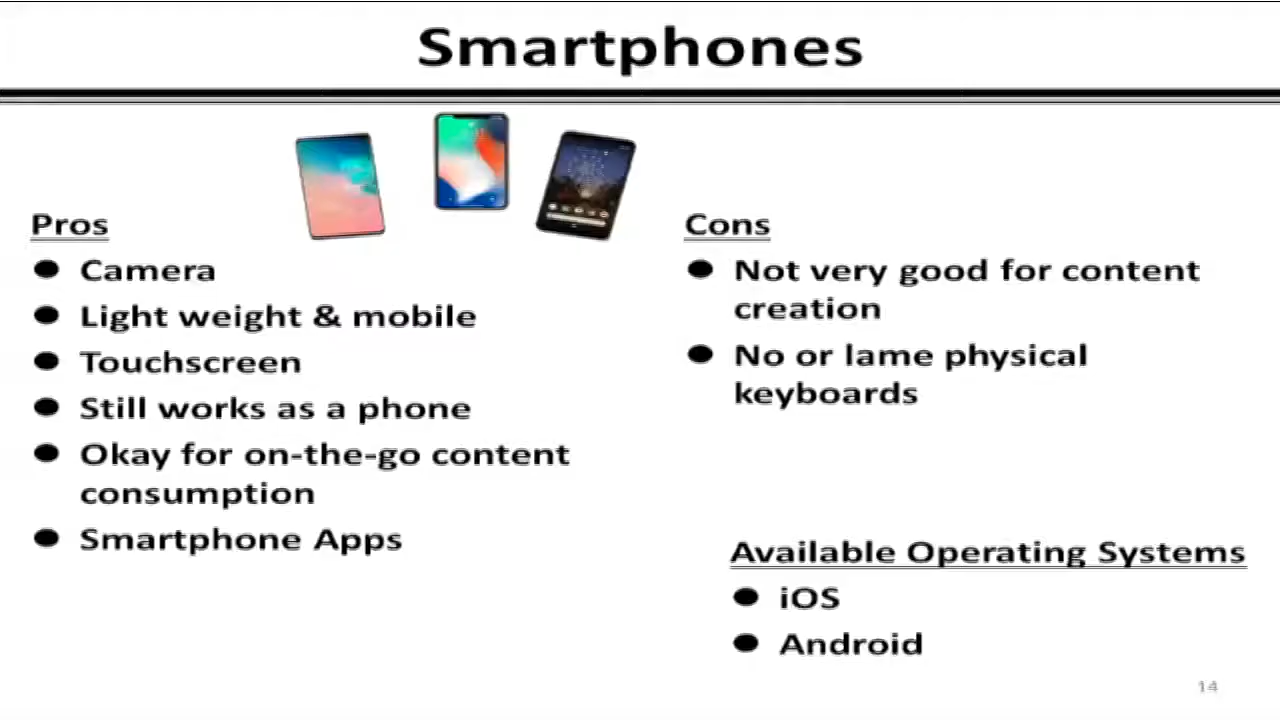 Smartphones
Pros
Camera
Light weight & mobile
Touchscreen
Still works as a phone
Okay for on-the-go content
consumption
Smartphone Apps
Cons
Not very good for content
creation
No or lame physical
keyboards
Available Operating Systems
iOS
Android
14